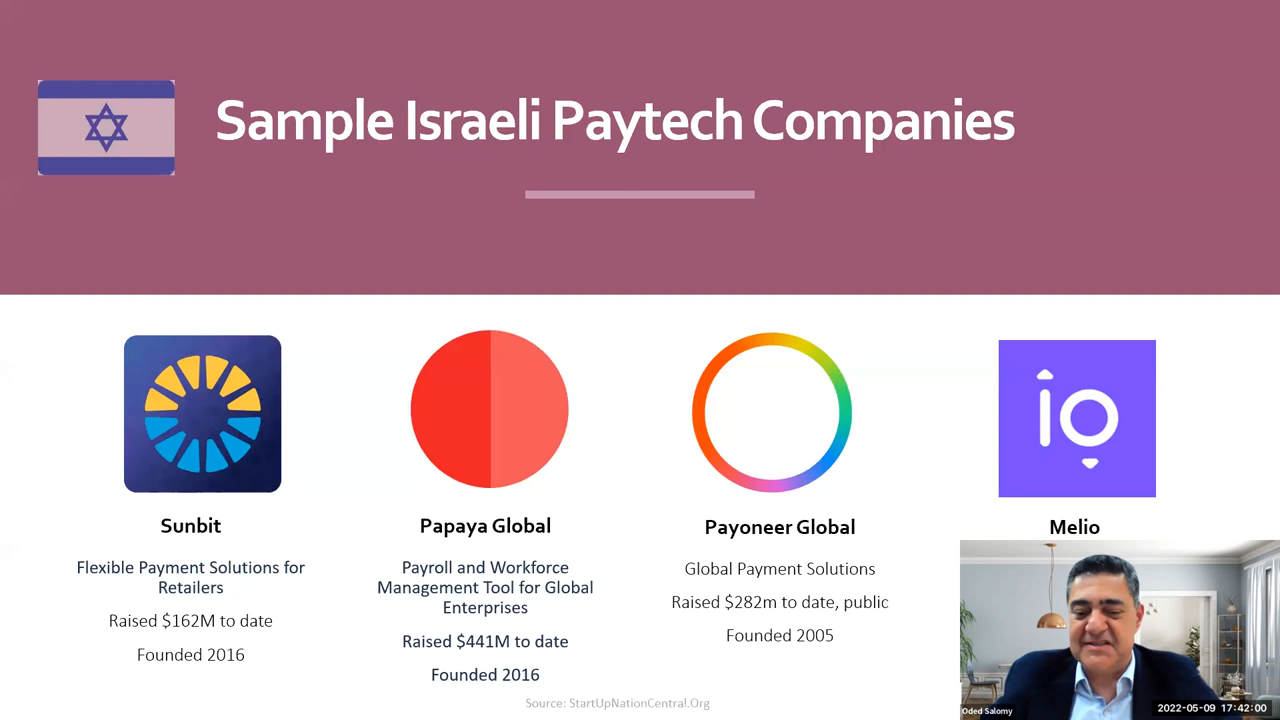 Sample Israeli Paytech Companies
io
Sunbit
Flexible Payment Solutions for
Retailers
Raised $162M to date
Founded 2016
Papaya Global
Payroll and Workforce
Management Tool for Global
Enterprises
Raised $441M to date
Founded 2016
Payoneer Global
Global Payment Solutions
Raised $282m to date, public
Founded 2005
Melio
Source: StartUpNationCentral.Org
Oded Salomy
2022-05-09 17:42:00